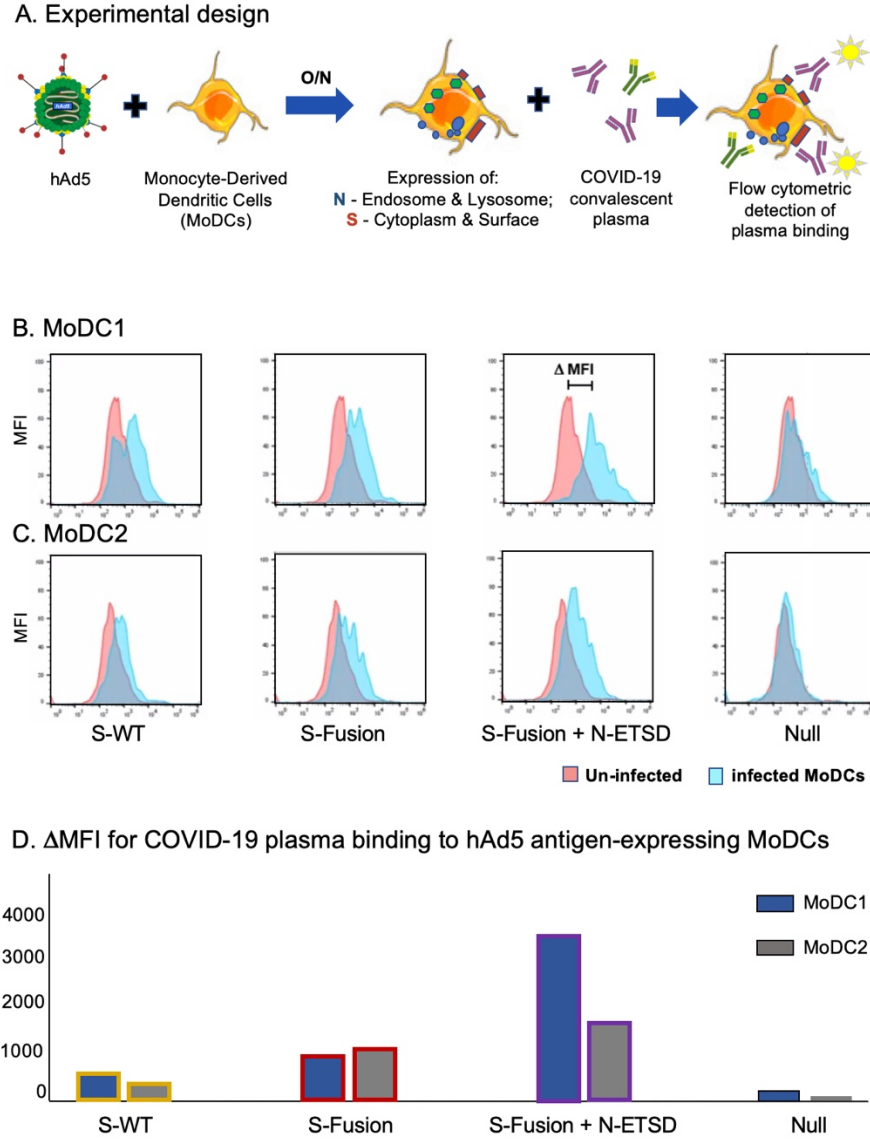 A. Experimental design
O/N
hAd5
hAd5
Monocyte-Derived
Dendritic Cells
(MoDCs)
Expression of:
N - Endosome & Lysosome;
S - Cytoplasm & Surface
COVID-19
convalescent
plasma
Flow cytometric
detection of
plasma binding
B. MoDC1
MFI
Δ MFI
C. MoDC2
MFI
S-WT
S-Fusion
S-Fusion + N-ETSD
Null
Un-infected
infected MoDCs
D. ΔMFI for COVID-19 plasma binding to hAd5 antigen-expressing MoDCs
4000
3000
2000
1000
0
MoDC1
MoDC2
S-WT
S-Fusion
S-Fusion + N-ETSD
Null